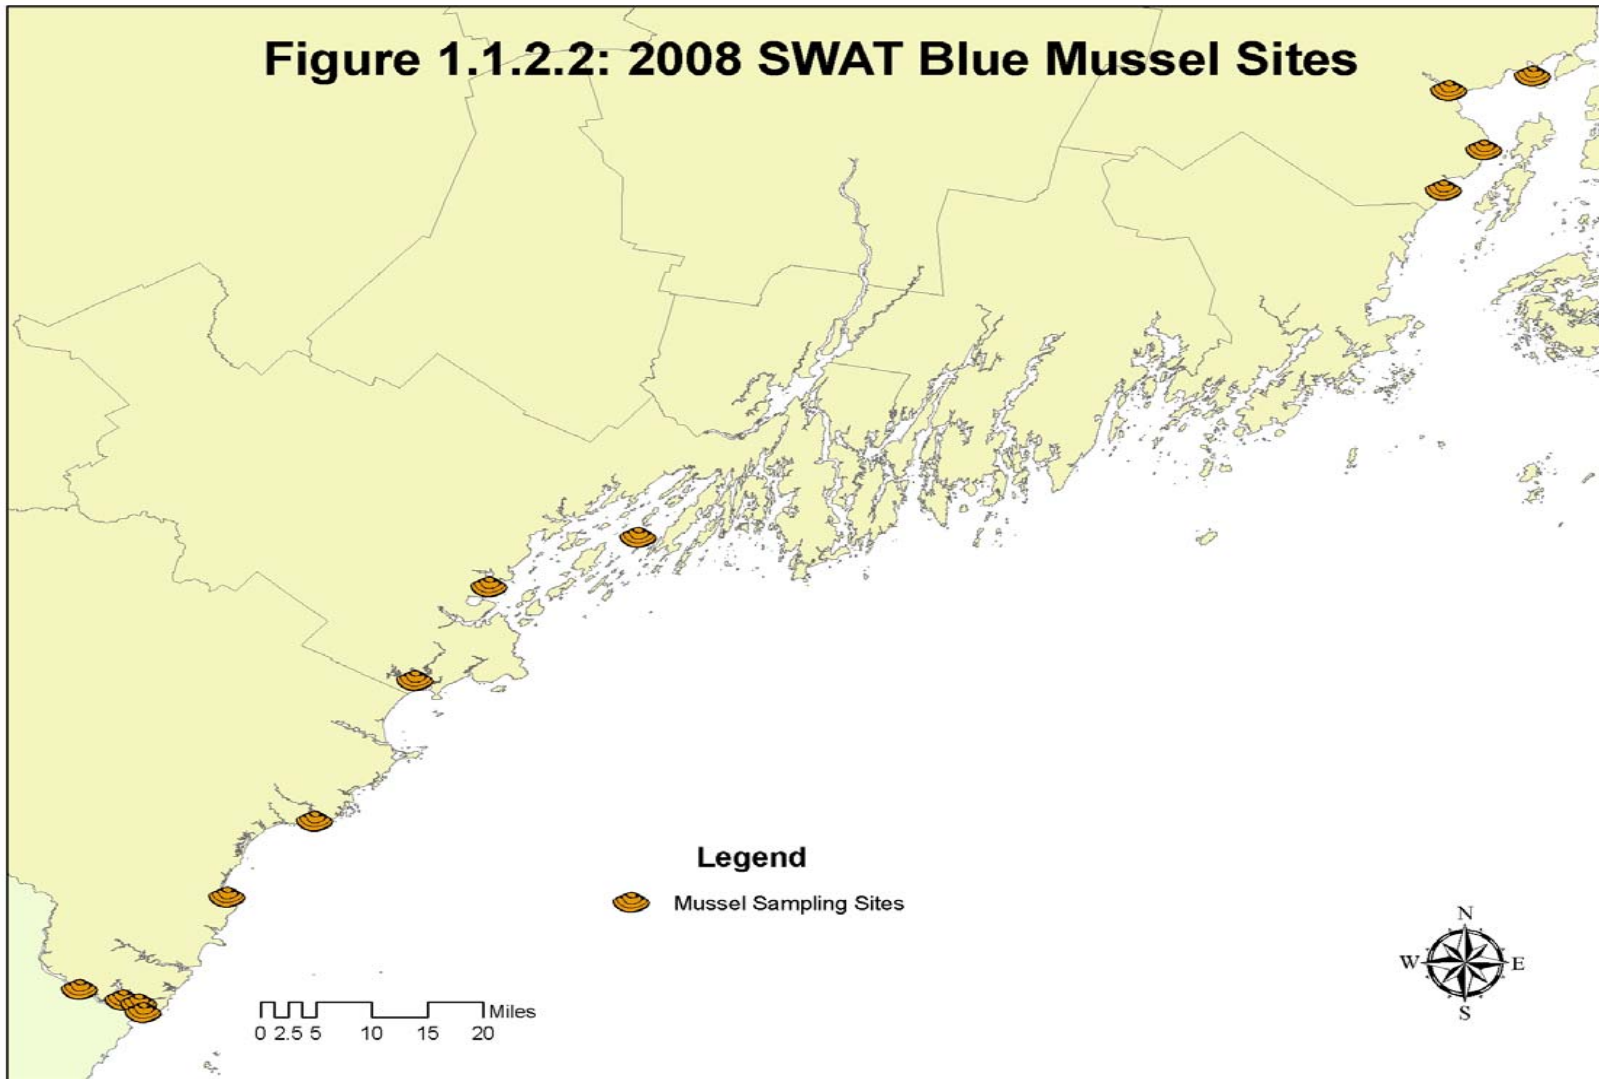 Figure 1.1.2.2: 2008 SWAT Blue Mussel Sites
Legend
Mussel Sampling Sites
N
W E
S
Miles
0 2.5 5 10 15 20